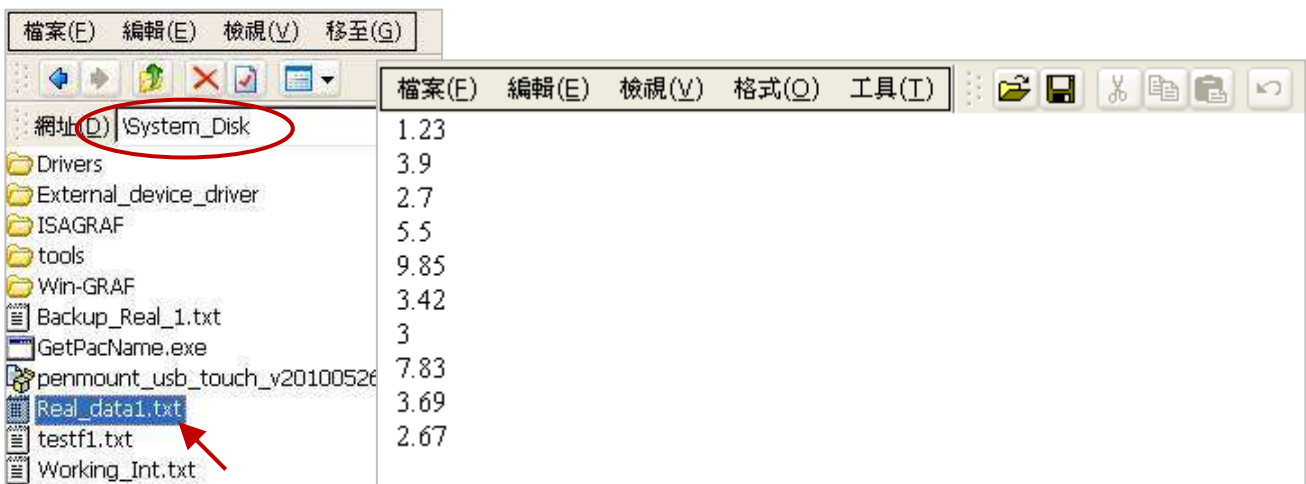 檔案(F) 編輯(E) 檢視(V) 移至(G)
網址(D) \System_Disk
Drivers
External_device_driver
ISAGRAF
tools
Win-GRAF
Backup_Real_1.txt
GetPacName.exe
penmount_usb_touch_v20100526
Real_data1.txt
testf1.txt
Working_Int.txt
檔案(F) 編輯(E) 檢視(V) 格式(O) 工具(T)
1.23
3.9
2.7
5.5
9.85
3.42
3
7.83
3.69
2.67